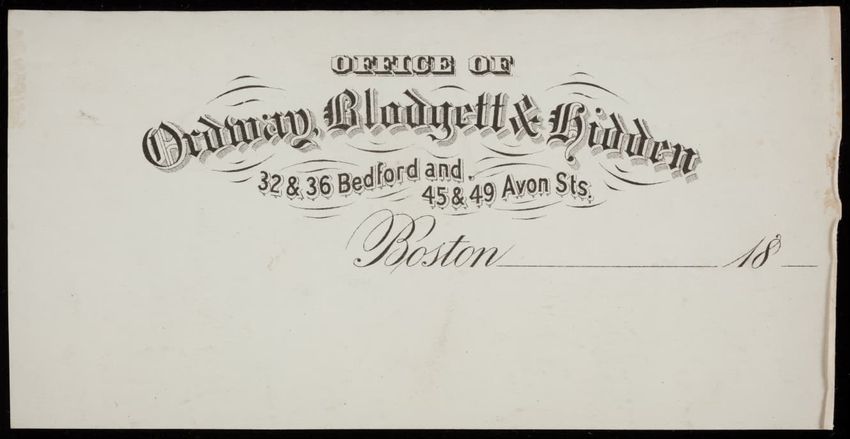 OFFICE OF
Ordway, Blodgett & Hidden
32 & 36 Bedford and
45 & 49 Avon Sts.
Boston 18